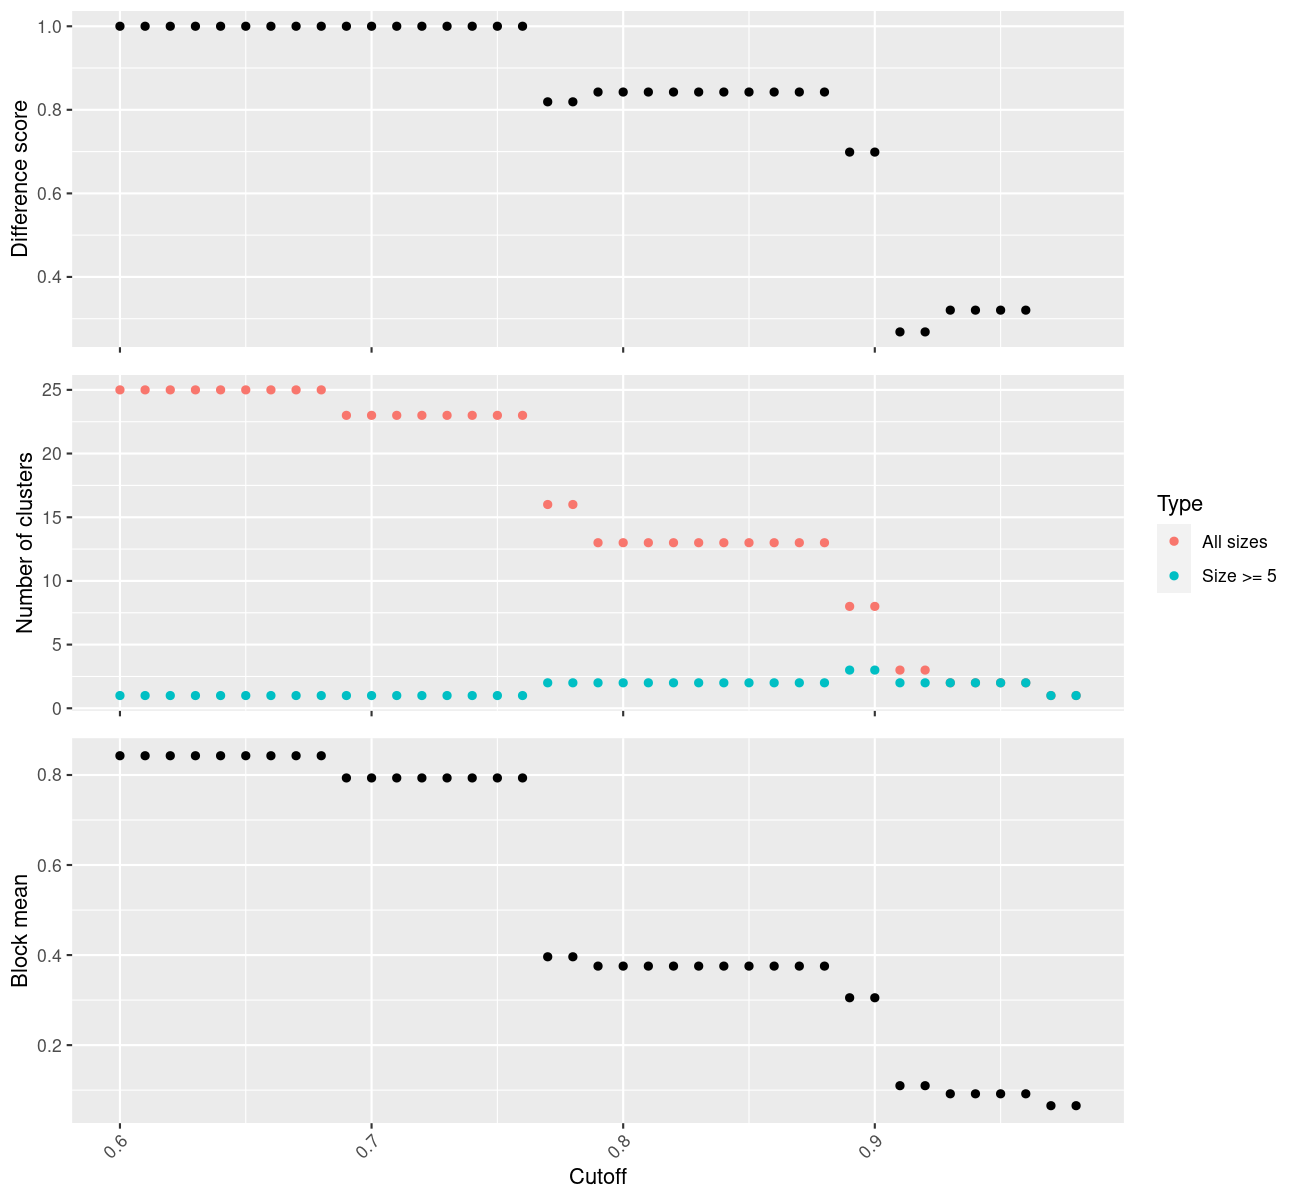 Difference score
1.0
0.8
0.6
0.4
Number of clusters
25
20
15
10
5
0
Type
All sizes
Size >= 5
Block mean
0.8
0.6
0.4
0.2
0.6
0.7
0.8
0.9
Cutoff